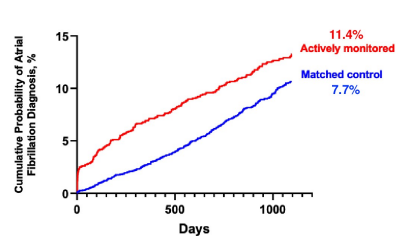 11.4%
Actively monitored
Matched control
7.7%
Cumulative Probability of Atrial
Fibrillation Diagnosis, %
15
10
5
0
0
500
1000
Days